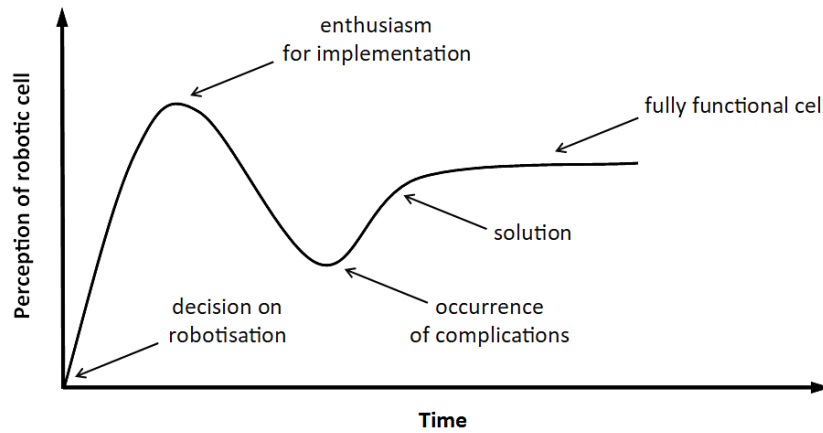 enthusiasm
for implementation
fully functional cel
solution
decision on
robotisation
occurrence
of complications
Perception of robotic cell
Time